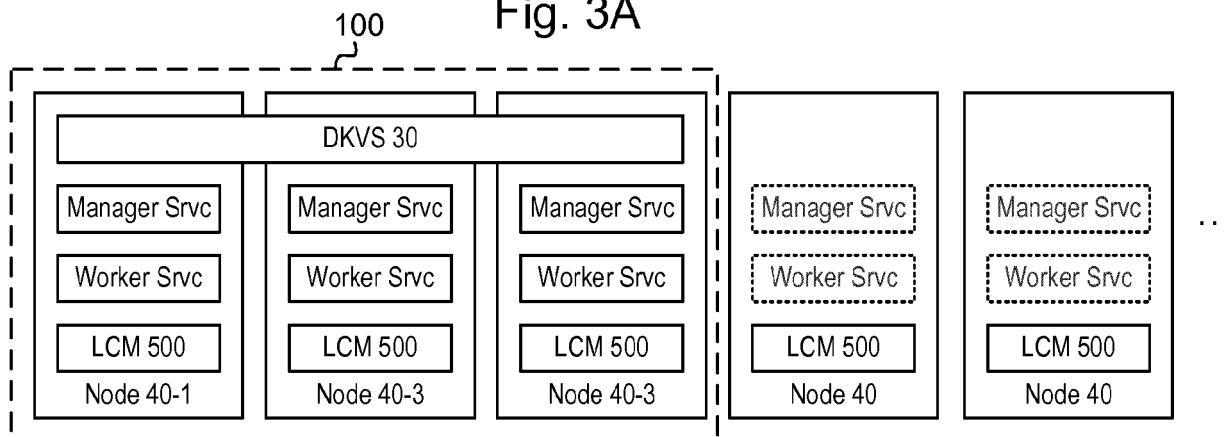 Fig. 3A
100
DKVS 30
Manager Srvc Manager Srvc Manager Srvc Manager Srvc Manager Srvc
Worker Srvc Worker Srvc Worker Srvc Worker Srvc Worker Srvc
LCM 500 LCM 500 LCM 500 LCM 500 LCM 500
Node 40-1 Node 40-3 Node 40-3 Node 40 Node 40